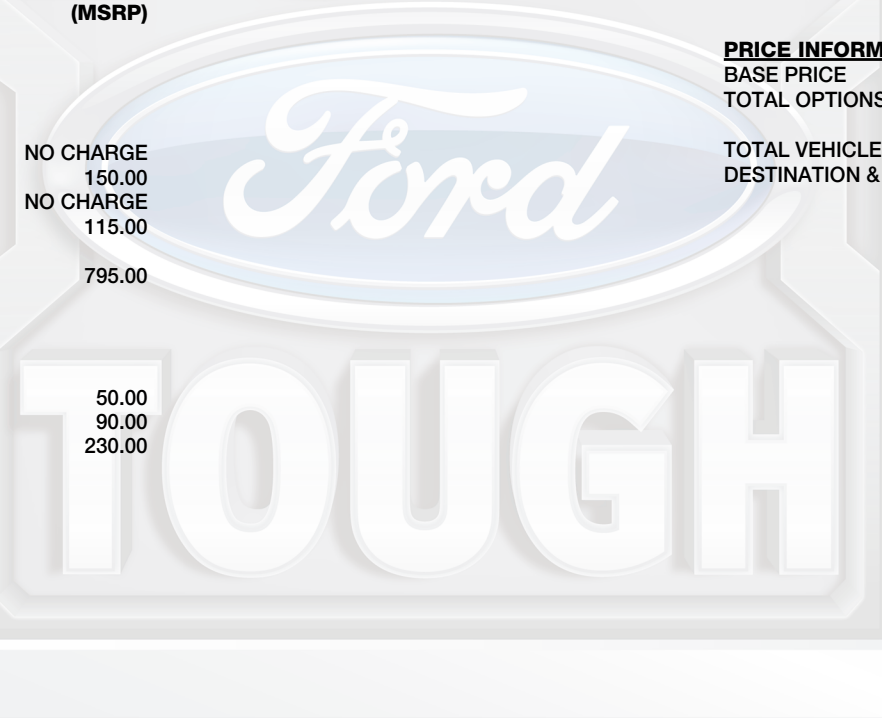 (MSRP)
NO CHARGE
150.00
NO CHARGE
115.00
795.00
50.00
90.00
230.00
PRICE INFORM
BASE PRICE
TOTAL OPTIONS
TOTAL VEHICLE
DESTINATION &
Ford
TOUGH